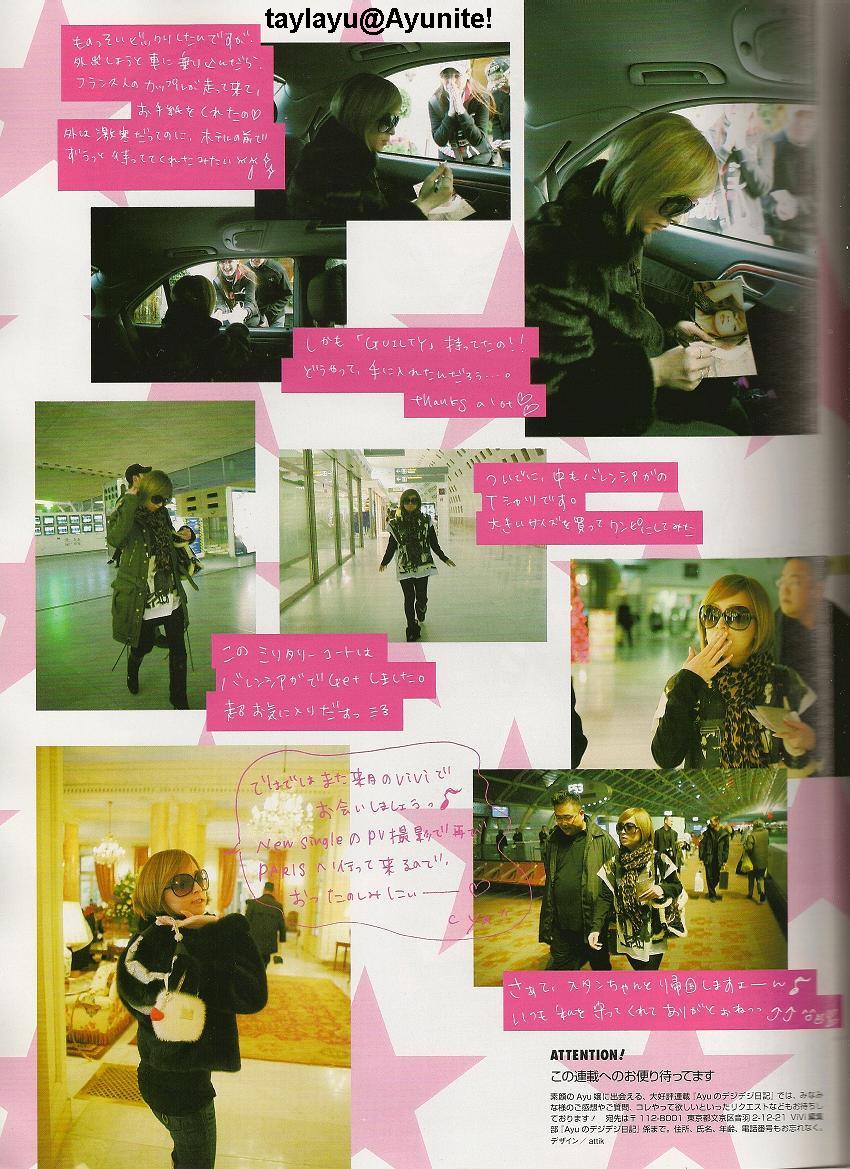 taylayu@Ayunite!
ものっそいビックリしたんですが、
外出しようと車に乗り込んだら、
フランス人のカップルが走って来て、
お手紙をくれたの♡
外は激寒だってのに、ホテルの前で
ずうっと待っててくれたみたい
しかも「GUILTY」持ってたの!!
どうやって、手に入れたんだろう…。
thanks a lot♡
ついでに、中もバレンシアガの
Tシャツです。
大きいサイズを買ってワンピにしてみた
このミリタリーコートは
バレンシアガでGetしました。
超お気に入りだすっ
ではではまた来月のViViで
お会いしましょうっ♪
New singleのPV撮影で再び
PARISへ行って来るので、
おったのしみにぃー♡
C ya
さぁて、スタンちゃんと帰国しますょー〜♪
いつも私を守ってくれてありがとぉねっっ
ATTENTION!
この連載へのお便り待ってます
素顔のAyu嬢に出会える、大好評連載『Ayuのデジデジ日記』では、みなみ
な様のご感想やご質問、コレやって欲しいといったリクエストなどもお待ちし
ております! 宛先は〒112-8001 東京都文京区音羽2-12-21 ViVi編集
部『Ayuのデジデジ日記』係まで。住所、氏名、年齢、電話番号もお忘れなく。
デザイン/attik